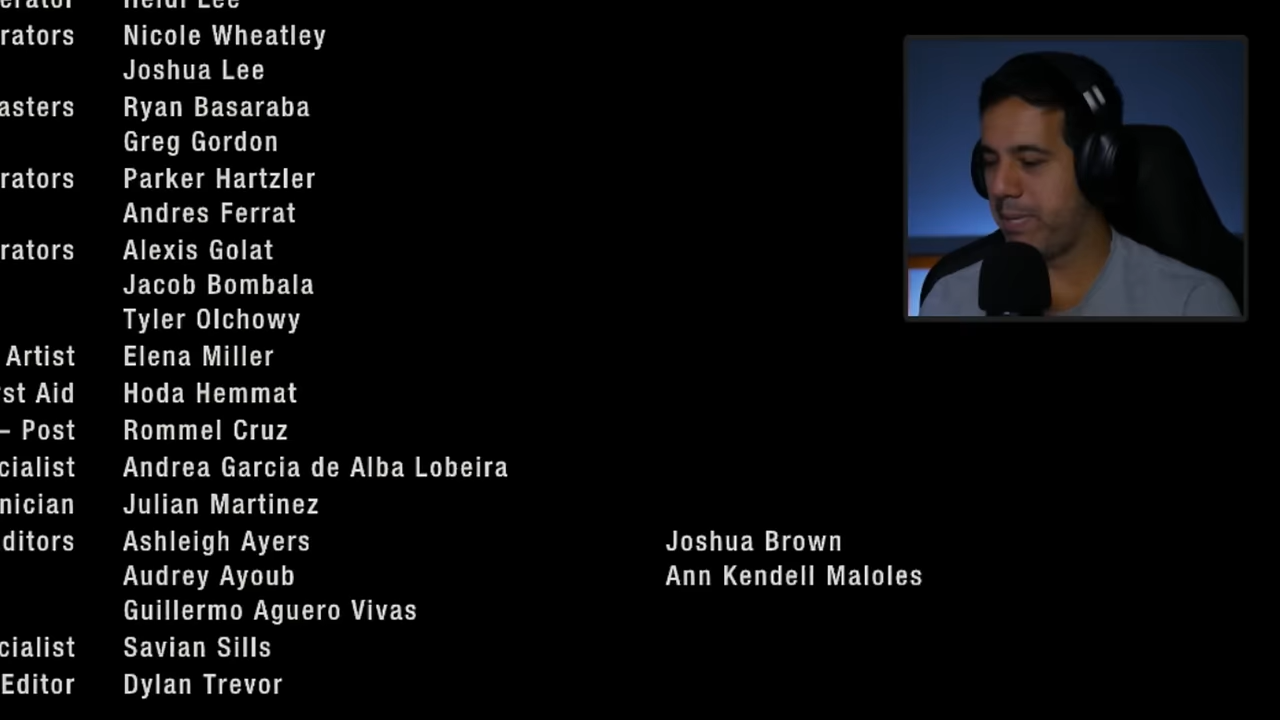 Heidi Lee
rators Nicole Wheatley
Joshua Lee
asters Ryan Basaraba
Greg Gordon
rators Parker Hartzler
Andres Ferrat
rators Alexis Golat
Jacob Bombala
Tyler Olchowy
Artist Elena Miller
rst Aid Hoda Hemmat
– Post Rommel Cruz
cialist Andrea Garcia de Alba Lobeira
nician Julian Martinez
ditors Ashleigh Ayers Joshua Brown
Audrey Ayoub Ann Kendell Maloles
Guillermo Aguero Vivas
cialist Savian Sills
Editor Dylan Trevor